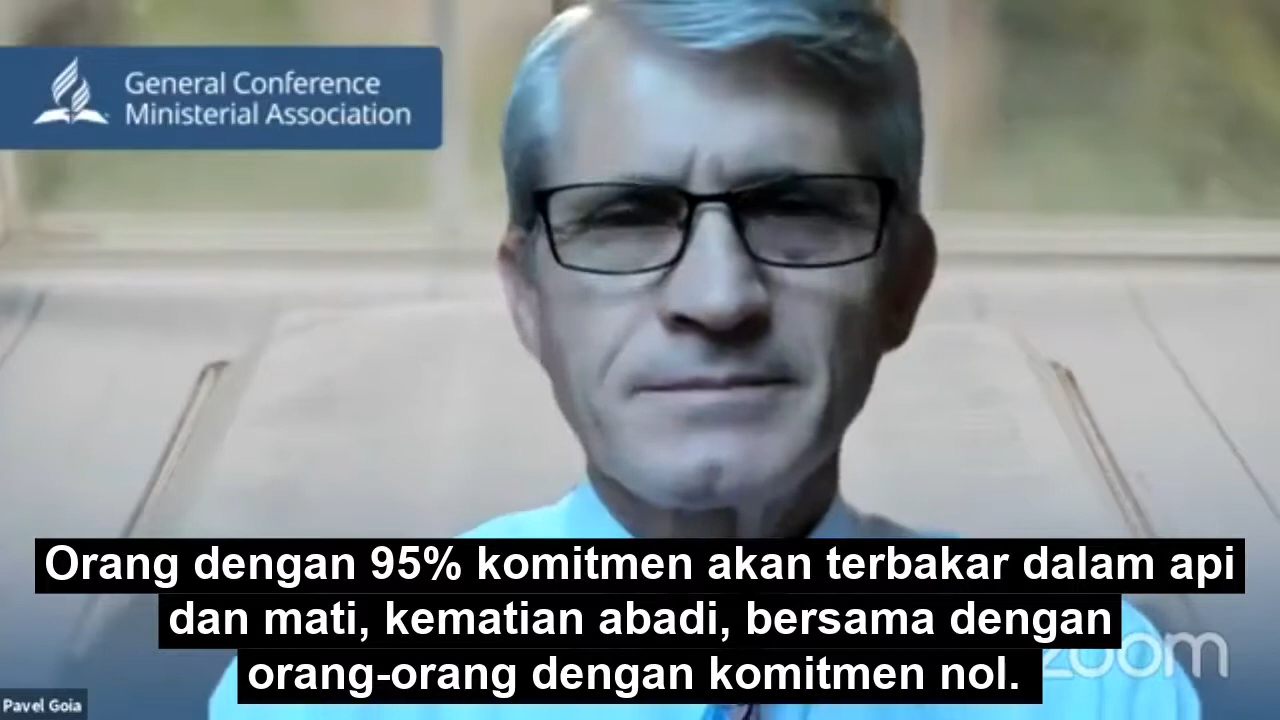 General Conference
Ministerial Association
Orang dengan 95% komitmen akan terbakar dalam api
dan mati, kematian abadi, bersama dengan
orang-orang dengan komitmen nol.
zoom
Pavel Goia